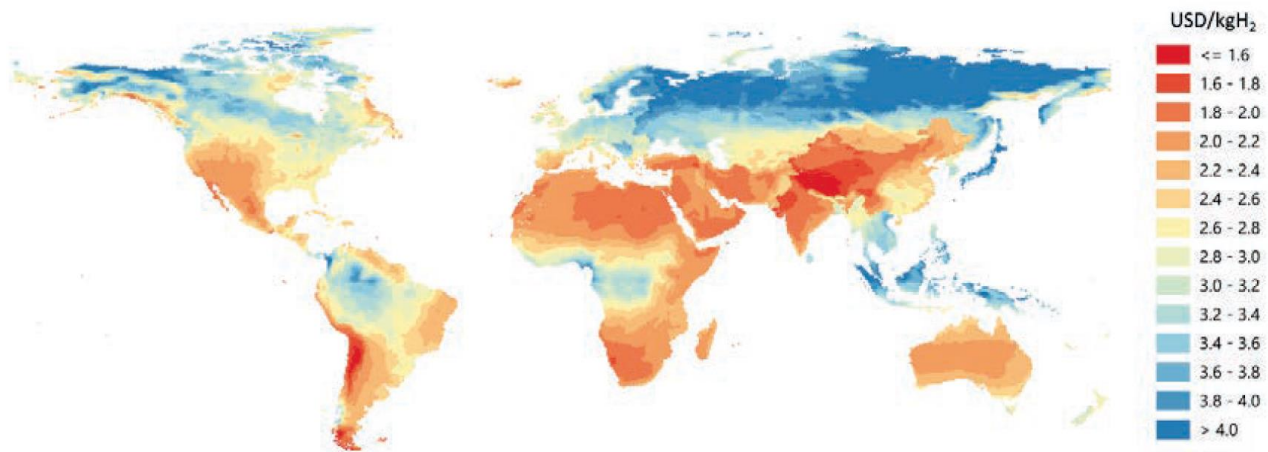 USD/kgH₂
<= 1.6
1.6 - 1.8
1.8 - 2.0
2.0 - 2.2
2.2 - 2.4
2.4 - 2.6
2.6 - 2.8
2.8 - 3.0
3.0 - 3.2
3.2 - 3.4
3.4 - 3.6
3.6 - 3.8
3.8 - 4.0
> 4.0